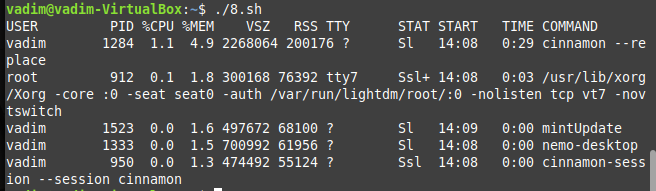 vadim@vadim-VirtualBox:~$ ./8.sh
USER PID %CPU %MEM VSZ RSS TTY STAT START TIME COMMAND
vadim 1284 1.1 4.9 2268064 200176 ? Sl 14:08 0:29 cinnamon --re
place
root 912 0.1 1.8 300168 76392 tty7 Ssl+ 14:08 0:03 /usr/lib/xorg
/Xorg -core :0 -seat seat0 -auth /var/run/lightdm/root/:0 -nolisten tcp vt7 -nov
tswitch
vadim 1523 0.0 1.6 497672 68100 ? Sl 14:09 0:00 mintUpdate
vadim 1333 0.0 1.5 700992 61956 ? Sl 14:08 0:00 nemo-desktop
vadim 950 0.0 1.3 474492 55124 ? Ssl 14:08 0:00 cinnamon-sess
ion --session cinnamon